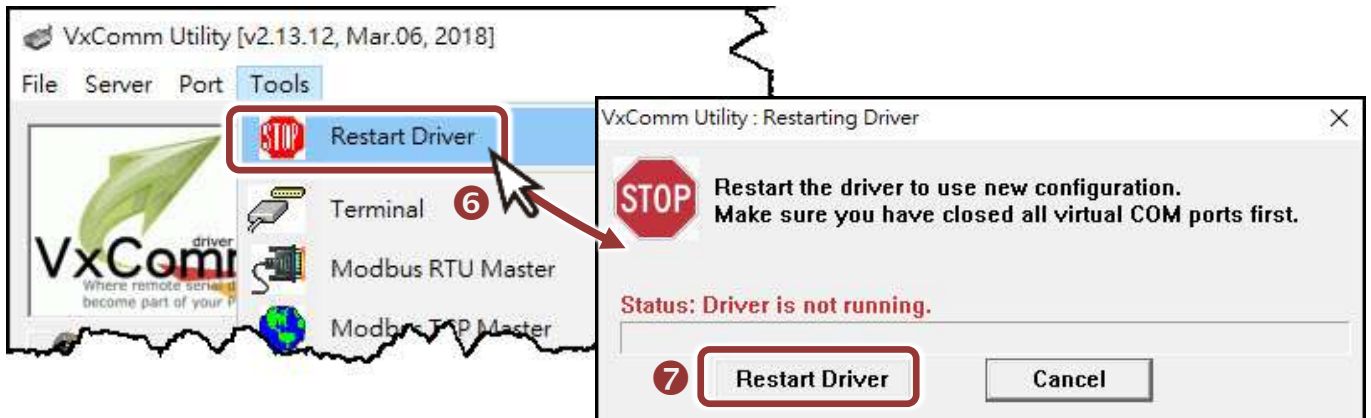 VxComm Utility [v2.13.12, Mar.06, 2018]
File Server Port Tools
STOP Restart Driver
Terminal
Modbus RTU Master
Modbus TCP Master
driver
VxComm
Where remote serial
become part of your
6
VxComm Utility : Restarting Driver
STOP
Restart the driver to use new configuration.
Make sure you have closed all virtual COM ports first.
Status: Driver is not running.
7 Restart Driver Cancel